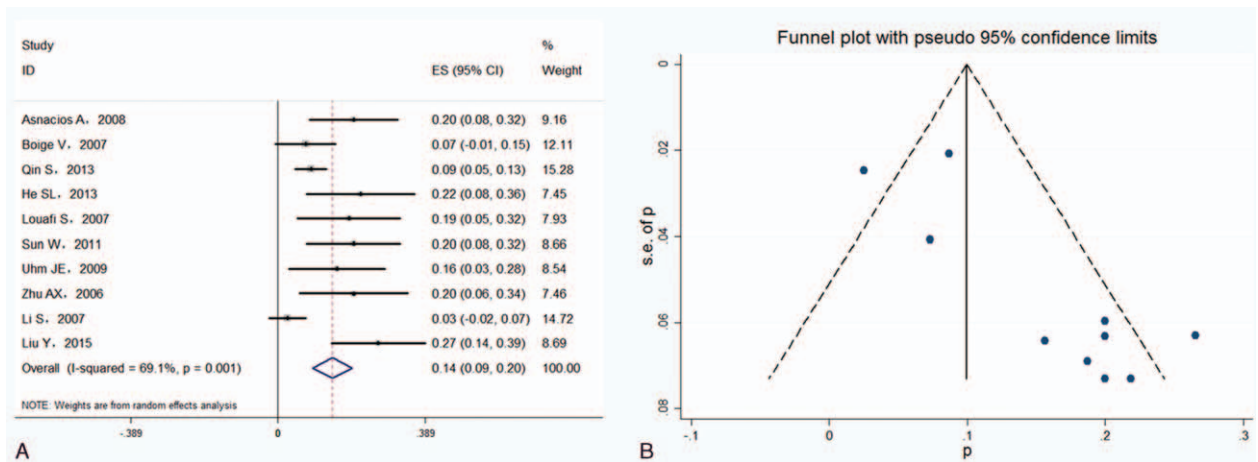 Study %
ID ES (95% CI) Weight
Asnacios A，2008 0.20 (0.08, 0.32) 9.16
Boige V，2007 0.07 (-0.01, 0.15) 12.11
Qin S，2013 0.09 (0.05, 0.13) 15.28
He SL，2013 0.22 (0.08, 0.36) 7.45
Louafi S，2007 0.19 (0.05, 0.32) 7.93
Sun W，2011 0.20 (0.08, 0.32) 8.66
Uhm JE，2009 0.16 (0.03, 0.28) 8.54
Zhu AX，2006 0.20 (0.06, 0.34) 7.46
Li S，2007 0.03 (-0.02, 0.07) 14.72
Liu Y，2015 0.27 (0.14, 0.39) 8.69
Overall (I-squared = 69.1%, p = 0.001) 0.14 (0.09, 0.20) 100.00
NOTE: Weights are from random effects analysis
-.389 0 .389
A
Funnel plot with pseudo 95% confidence limits
s.e. of p
0
.02
.04
.06
.08
-.1 0 .1 .2 .3
p
B